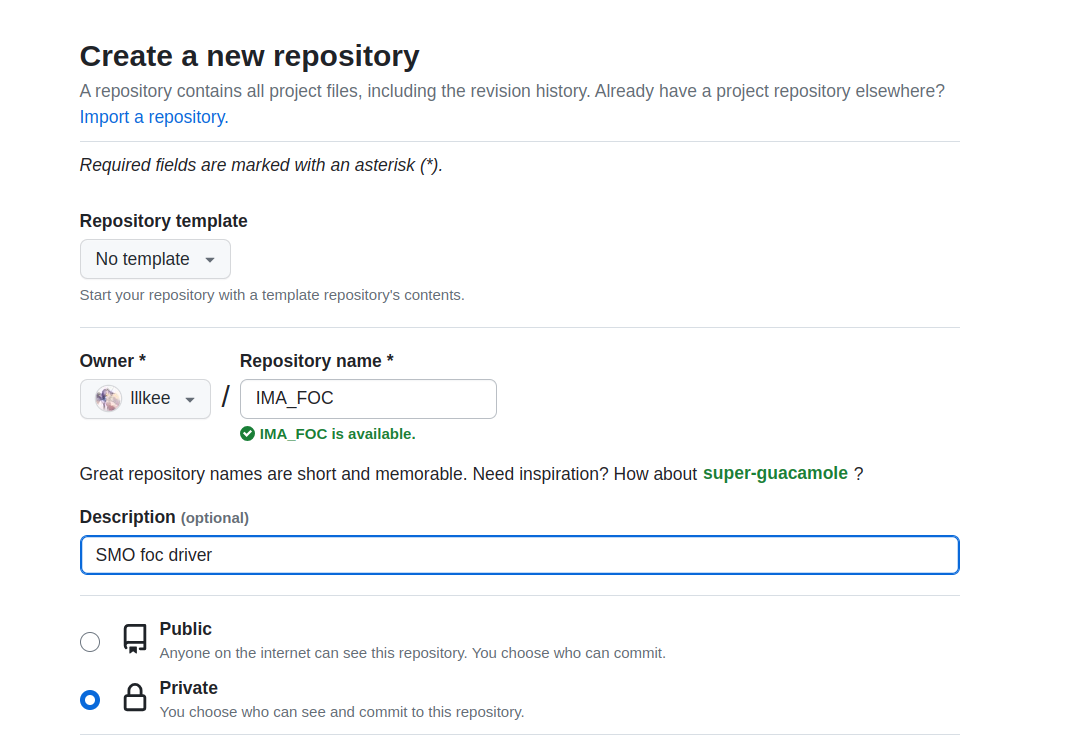 Create a new repository
A repository contains all project files, including the revision history. Already have a project repository elsewhere?
Import a repository.
Required fields are marked with an asterisk (*).
Repository template
No template
Start your repository with a template repository's contents.
Owner * Repository name *
lllkee / IMA_FOC
IMA_FOC is available.
Great repository names are short and memorable. Need inspiration? How about super-guacamole ?
Description (optional)
SMO foc driver
Public
Anyone on the internet can see this repository. You choose who can commit.
Private
You choose who can see and commit to this repository.